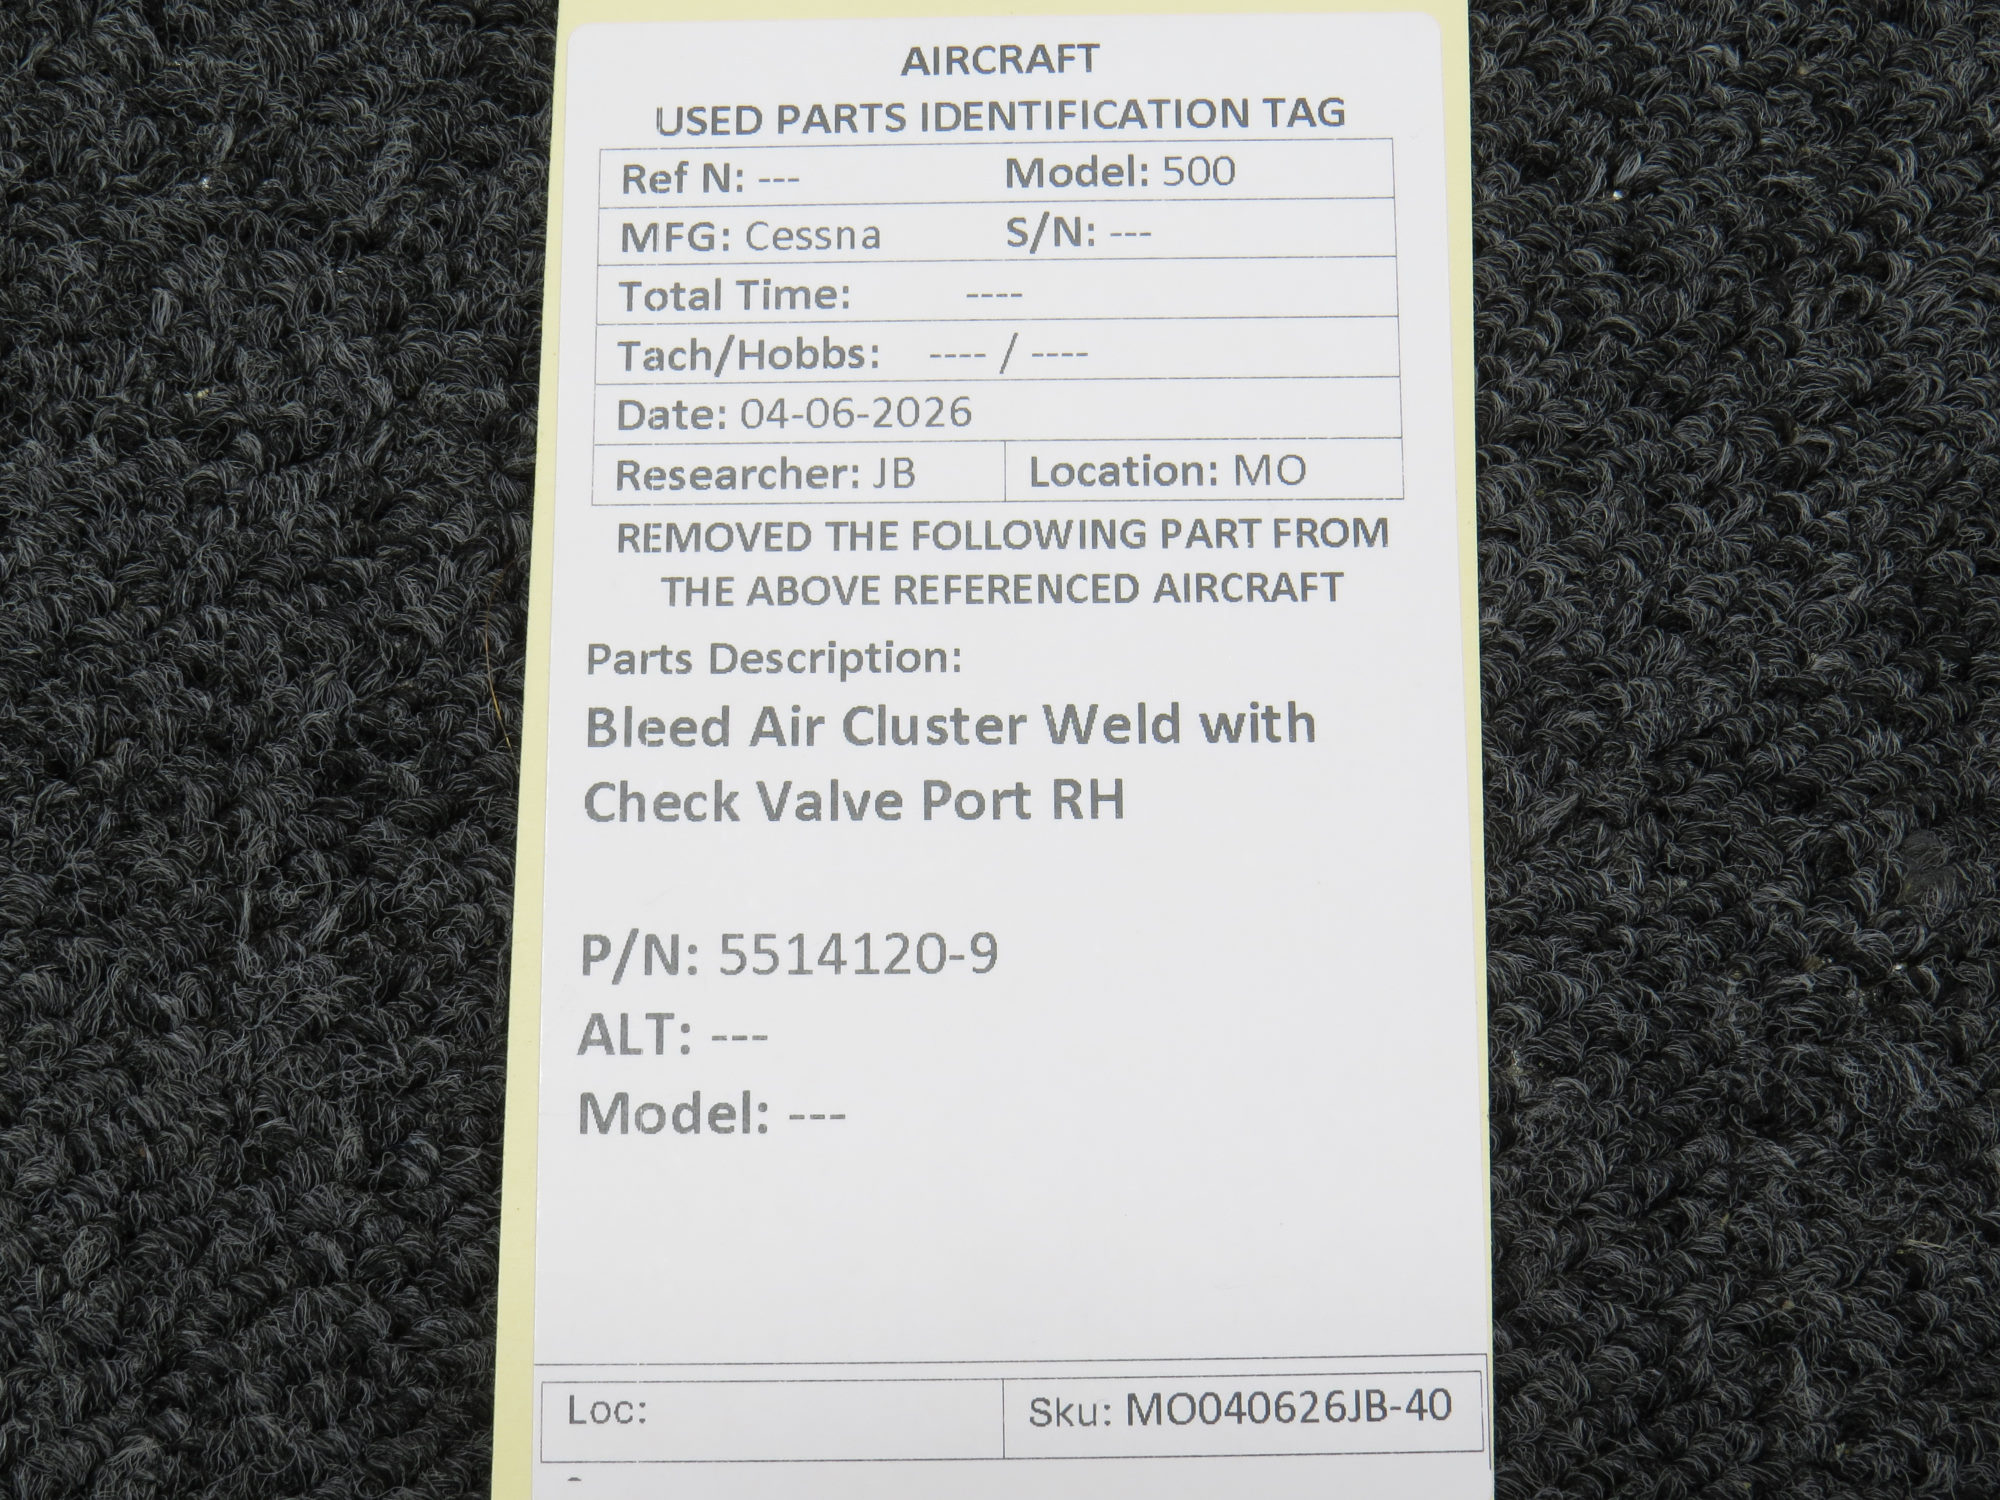 AIRCRAFT
USED PARTS IDENTIFICATION TAG
Ref N: --- Model: 500
MFG: Cessna S/N: ---
Total Time: ----
Tach/Hobbs: ---- / ----
Date: 04-06-2026
Researcher: JB Location: MO
REMOVED THE FOLLOWING PART FROM
THE ABOVE REFERENCED AIRCRAFT
Parts Description:
Bleed Air Cluster Weld with
Check Valve Port RH
P/N: 5514120-9
ALT: ---
Model: ---
Loc: Sku: MO040626JB-40